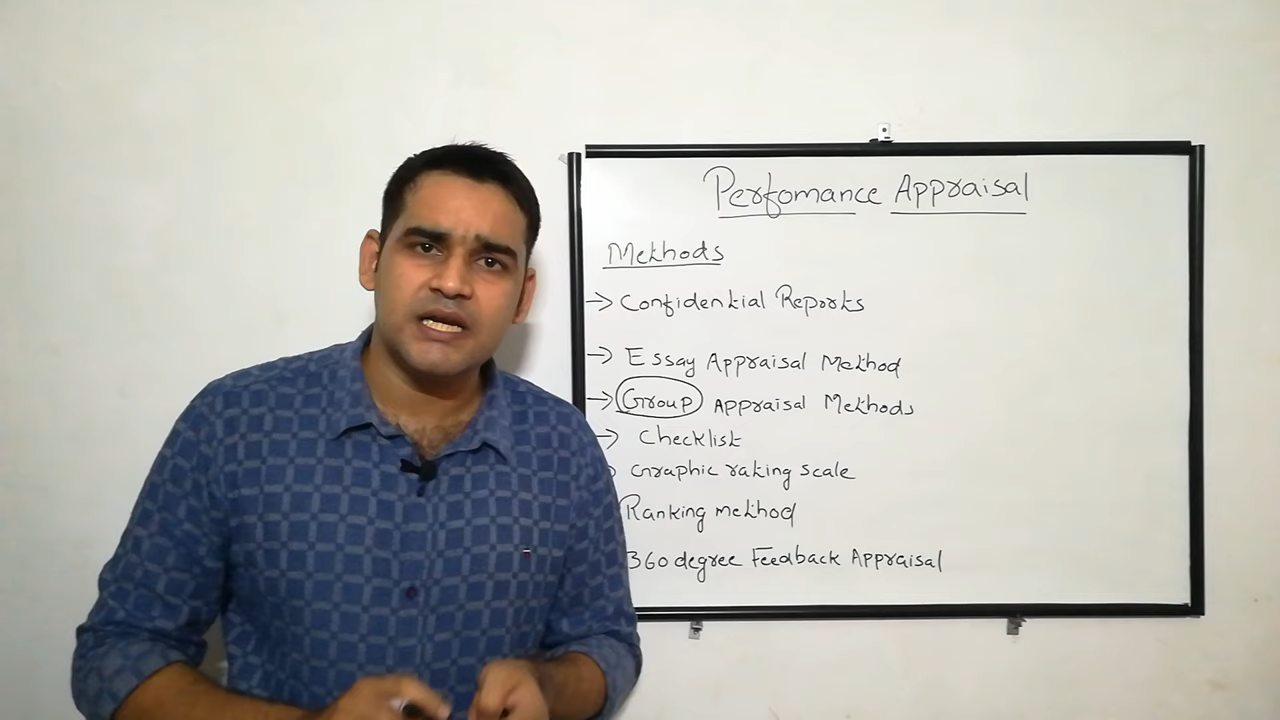 Perfomance Appraisal
Methods
→ Confidential Reports
→ Essay Appraisal Method
→ Group Appraisal Methods
→ Checklist
Graphic rating scale
Ranking method
360 degree Feedback Appraisal